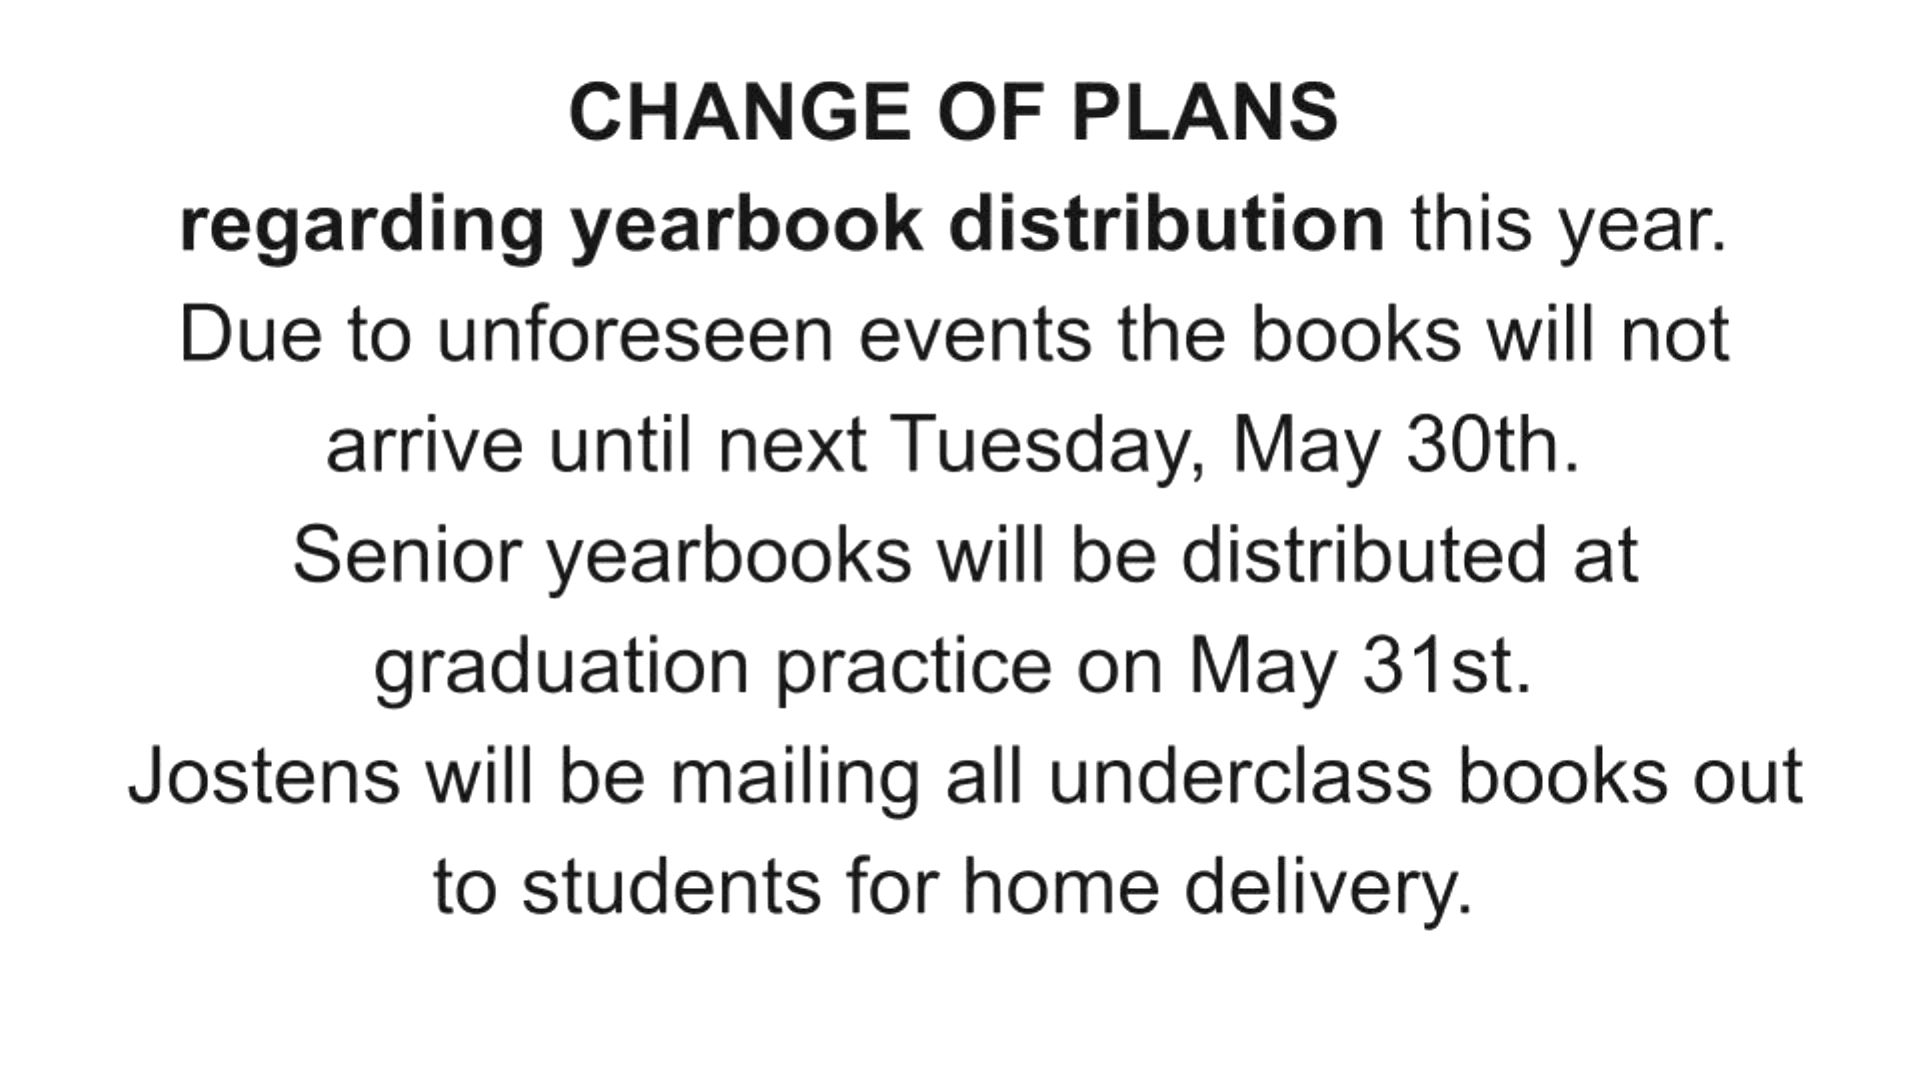 CHANGE OF PLANS
regarding yearbook distribution this year.
Due to unforeseen events the books will not
arrive until next Tuesday, May 30th.
Senior yearbooks will be distributed at
graduation practice on May 31st.
Jostens will be mailing all underclass books out
to students for home delivery.